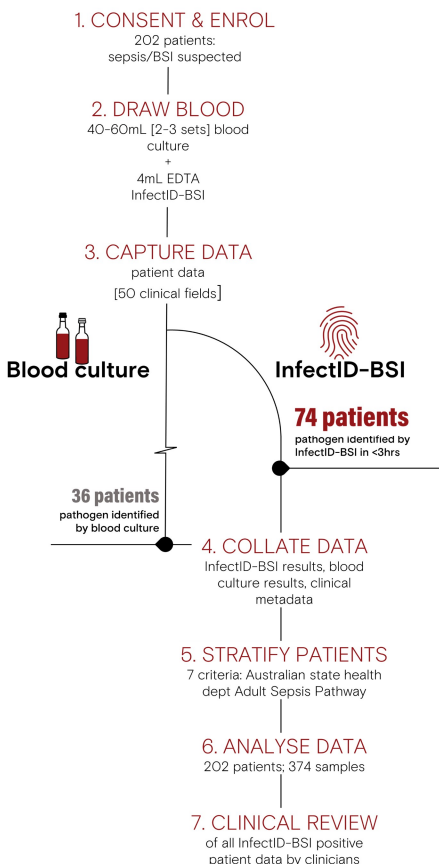 1. CONSENT & ENROL
202 patients:
sepsis/BSI suspected
2. DRAW BLOOD
40-60mL [2-3 sets] blood
culture
+
4mL EDTA
InfectID-BSI
3. CAPTURE DATA
patient data
[50 clinical fields]
Blood culture
InfectID-BSI
74 patients
pathogen identified by
InfectID-BSI in <3hrs
36 patients
pathogen identified
by blood culture
4. COLLATE DATA
InfectID-BSI results, blood
culture results, clinical
metadata
5. STRATIFY PATIENTS
7 criteria: Australian state health
dept Adult Sepsis Pathway
6. ANALYSE DATA
202 patients; 374 samples
7. CLINICAL REVIEW
of all InfectID-BSI positive
patient data by clinicians